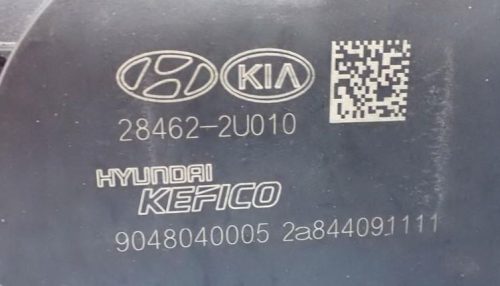 KIA
28462-2U010
HYUNDAI
KEFICO
9048040005 2a844091111